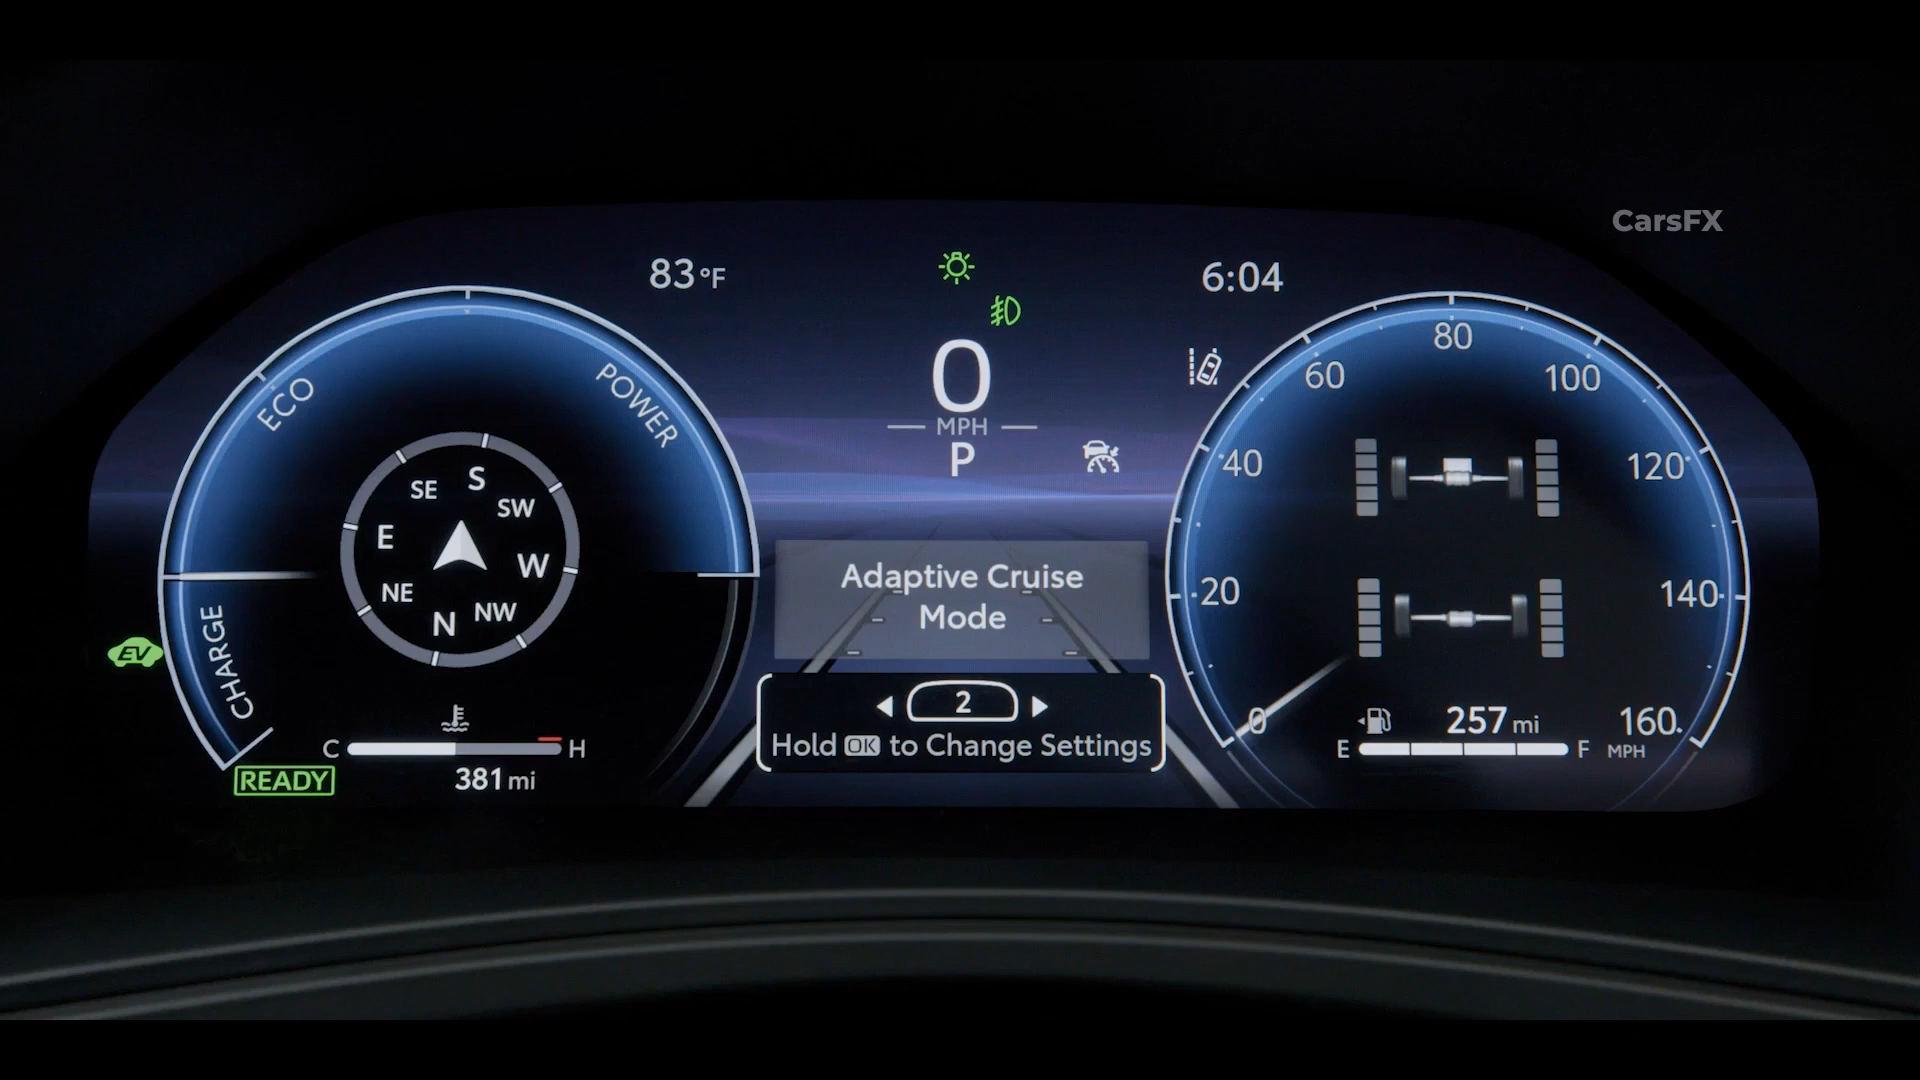 CarsFX
83°F
6:04
0
MPH
P
ECO
POWER
CHARGE
S
SE
SW
E
W
NE
NW
N
EV
C
H
READY
381 mi
Adaptive Cruise
Mode
2
Hold OK to Change Settings
0
20
40
60
80
100
120
140
160
MPH
257 mi
E
F